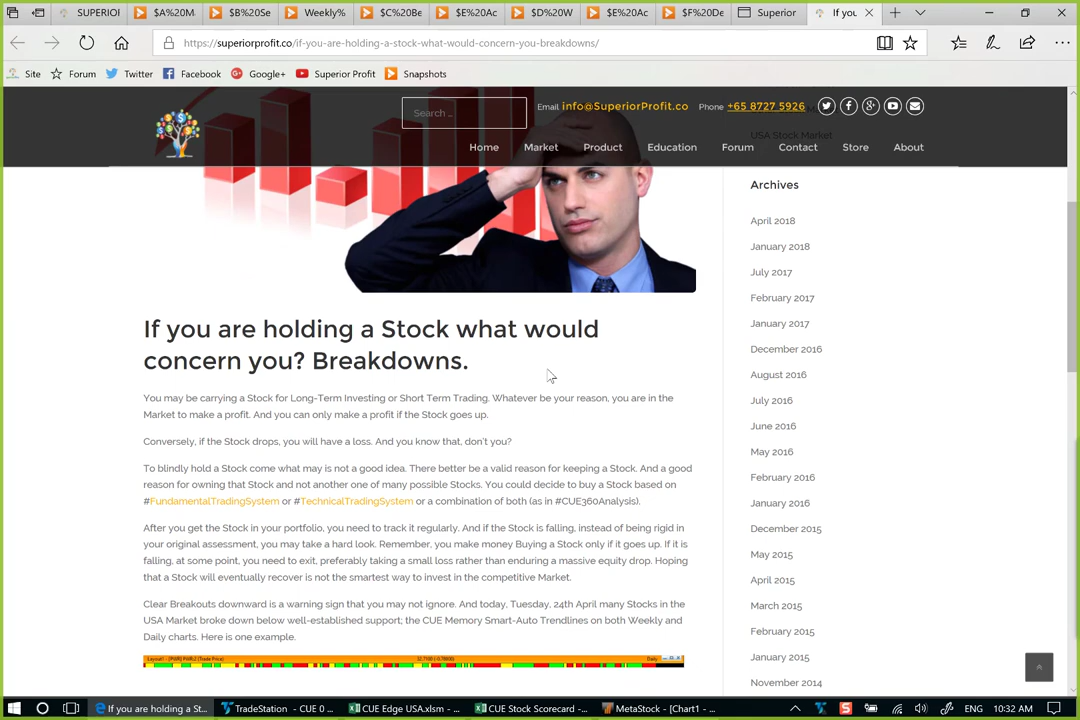 SUPERIOI
$A%20M
$B%20Se
Weekly%
$C%20Be
$E%20Ac
$D%20W
$E%20Ac
$F%20De
Superior
If you
https://superiorprofit.co/if-you-are-holding-a-stock-what-would-concern-you-breakdowns/
Site
Forum
Twitter
Facebook
Google+
Superior Profit
Snapshots
Search ...
Email info@SuperiorProfit.co
Phone +65 8727 5926
USA Stock Market
Home
Market
Product
Education
Forum
Contact
Store
About
If you are holding a Stock what would
concern you? Breakdowns.
You may be carrying a Stock for Long-Term Investing or Short Term Trading. Whatever be your reason, you are in the
Market to make a profit. And you can only make a profit if the Stock goes up.
Conversely, if the Stock drops, you will have a loss. And you know that, don't you?
To blindly hold a Stock come what may is not a good idea. There better be a valid reason for keeping a Stock. And a good
reason for owning that Stock and not another one of many possible Stocks. You could decide to buy a Stock based on
#FundamentalTradingSystem or #TechnicalTradingSystem or a combination of both (as in #CUE360Analysis).
After you get the Stock in your portfolio, you need to track it regularly. And if the Stock is falling, instead of being rigid in
your original assessment, you may take a hard look. Remember, you make money Buying a Stock only if it goes up. If it is
falling, at some point, you need to exit, preferably taking a small loss rather than enduring a massive equity drop. Hoping
that a Stock will eventually recover is not the smartest way to invest in the competitive Market.
Clear Breakouts downward is a warning sign that you may not ignore. And today, Tuesday, 24th April many Stocks in the
USA Market broke down below well-established support; the CUE Memory Smart-Auto Trendlines on both Weekly and
Daily charts. Here is one example.
Daily
Archives
April 2018
January 2018
July 2017
February 2017
January 2017
December 2016
August 2016
July 2016
June 2016
May 2016
February 2016
January 2016
December 2015
May 2015
April 2015
March 2015
February 2015
January 2015
November 2014
If you are holding a St...
TradeStation - CUE 0 ...
CUE Edge USA.xlsm - ...
CUE Stock Scorecard -...
MetaStock - [Chart1 - ...
ENG
10:32 AM